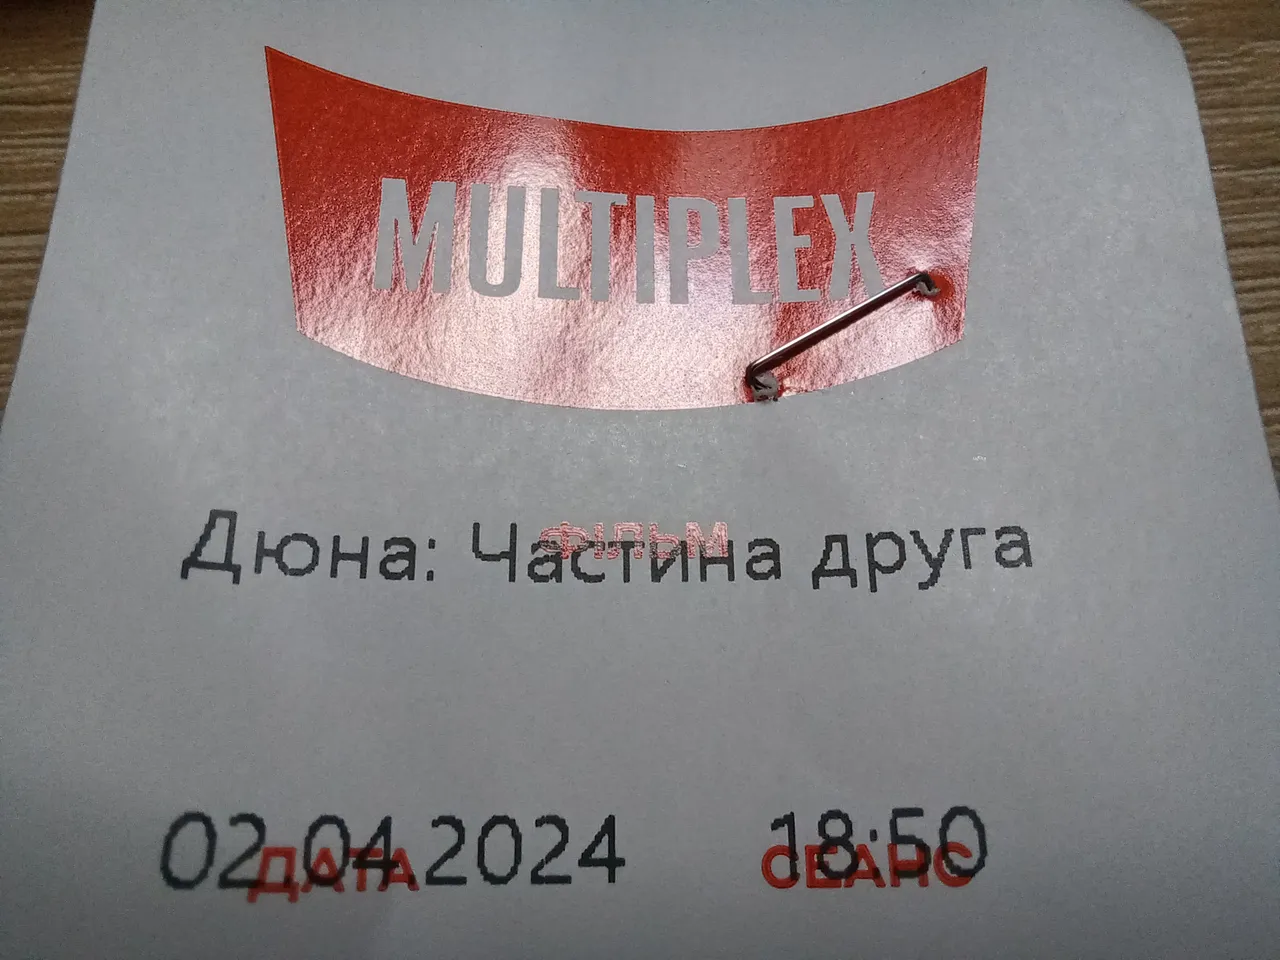 MULTIPLEX
ФІЛЬМ
Дюна: Частина друга
02.04.2024 18:50
ДАТА СЕАНС